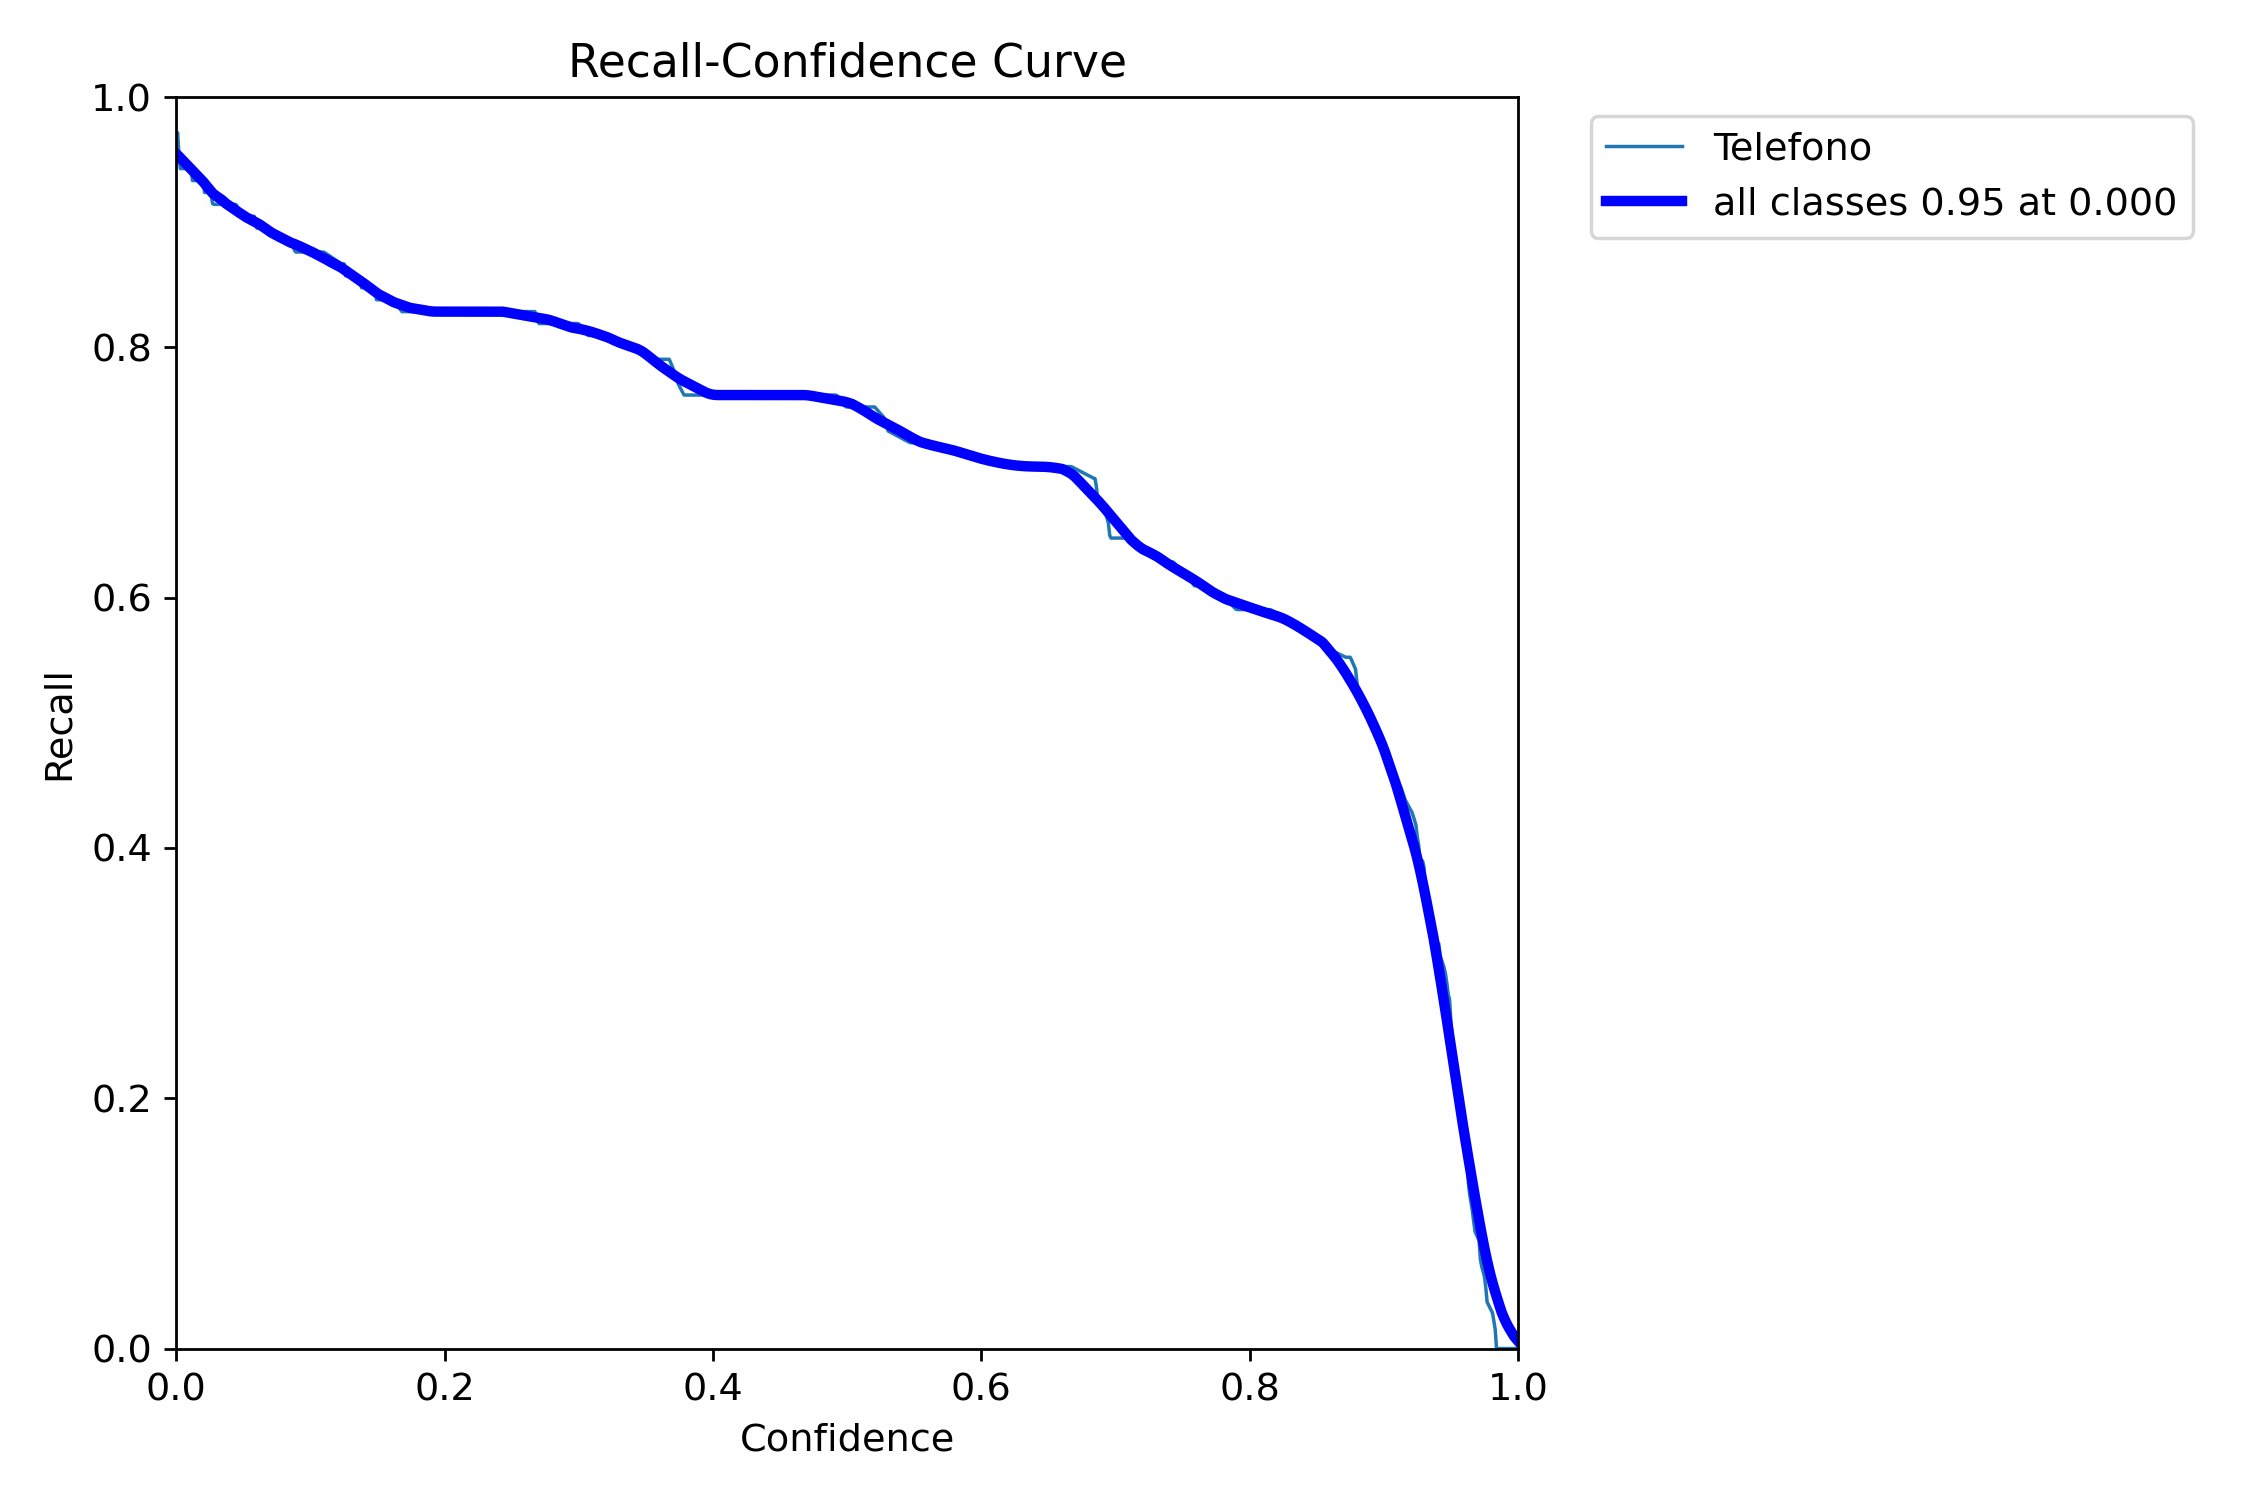 Recall-Confidence Curve
1.0
0.8
0.6
0.4
0.2
0.0
Recall
0.0 0.2 0.4 0.6 0.8 1.0
Confidence
Telefono
all classes 0.95 at 0.000